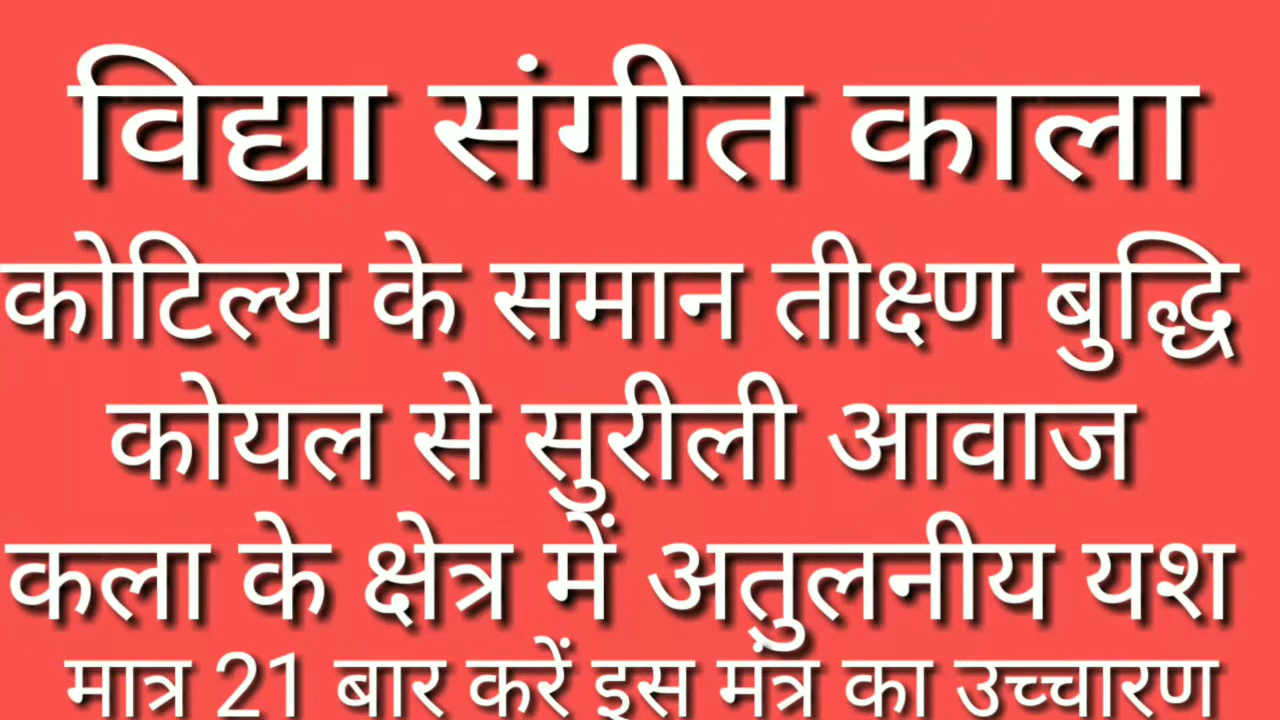 विद्या संगीत काला
कोटिल्य के समान तीक्ष्ण बुद्धि
कोयल से सुरीली आवाज
कला के क्षेत्र में अतुलनीय यश
मात्र 21 बार करें इस मंत्र का उच्चारण